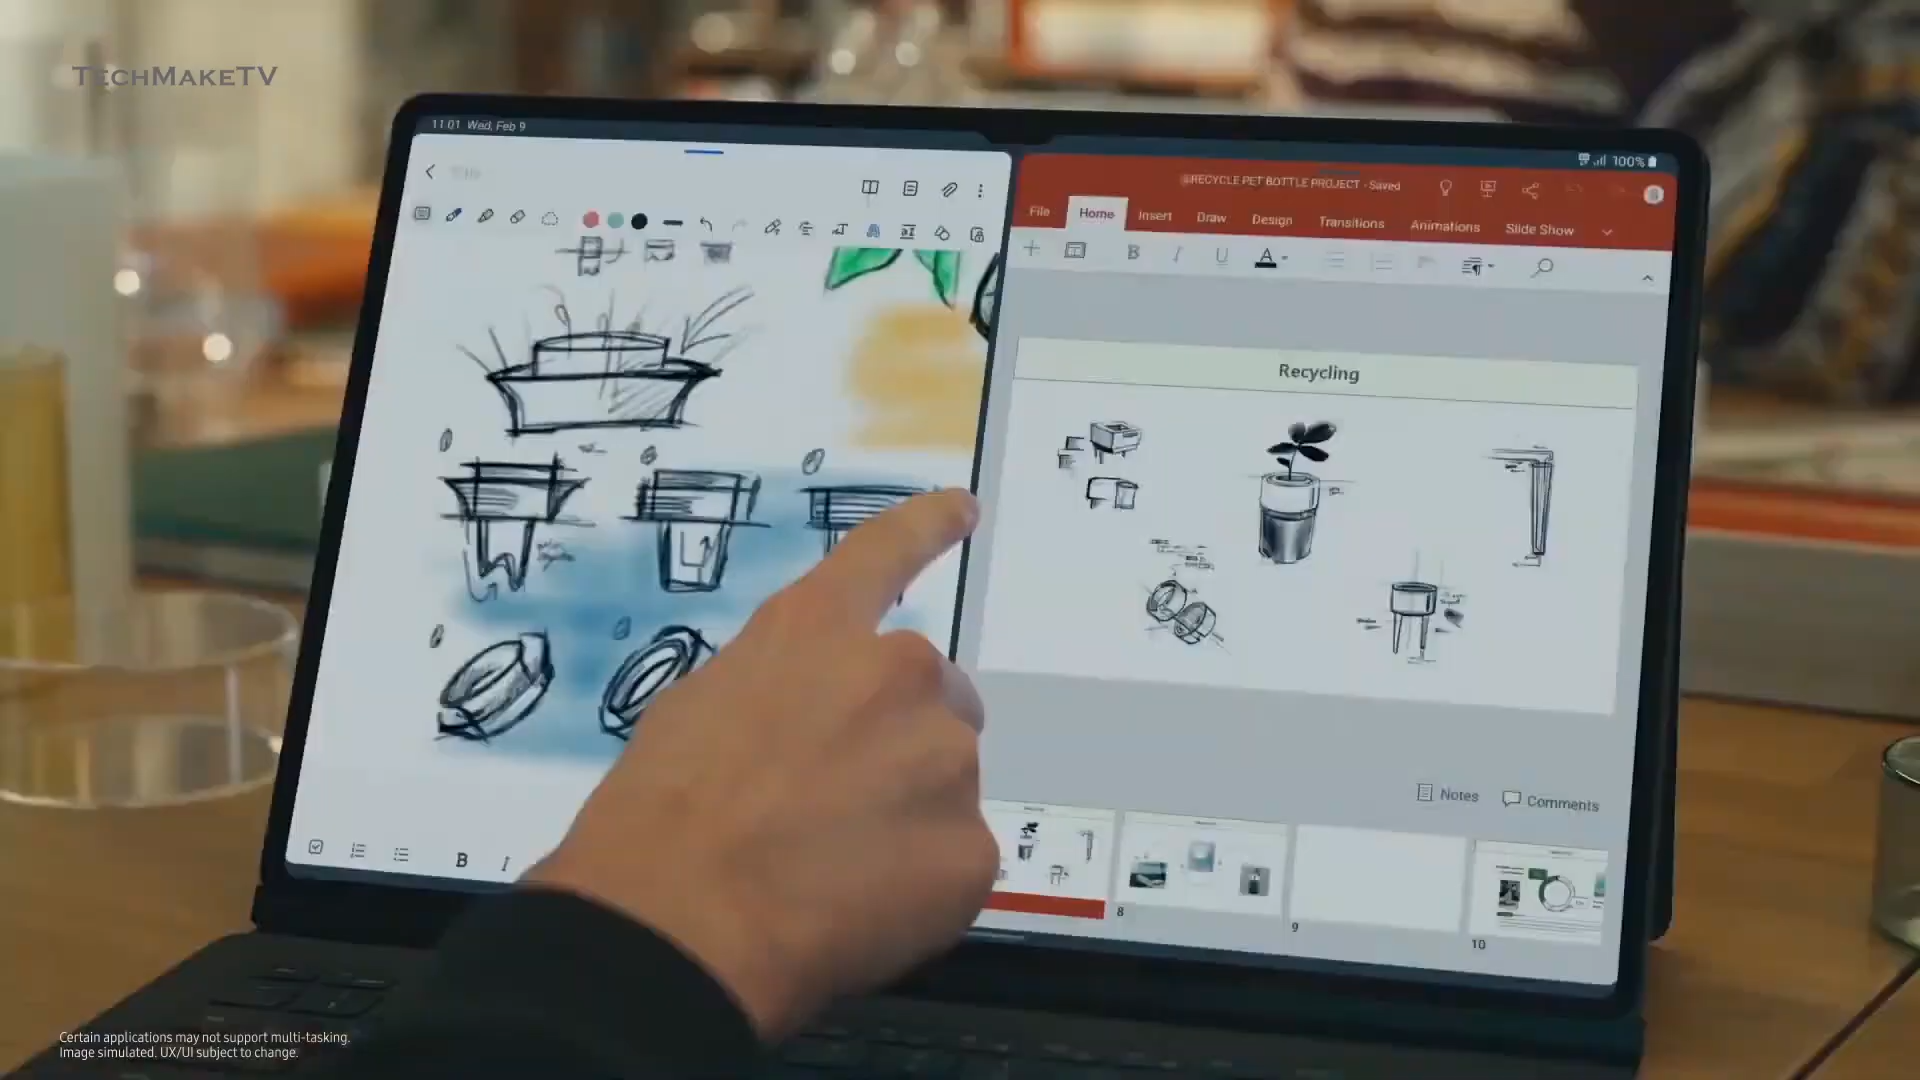 TECHMAKETV
11:01 Wed, Feb 9
100%
Title
RECYCLE PET BOTTLE PROJECT - Saved
File Home Insert Draw Design Transitions Animations Slide Show
B I U A
Recycling
Notes Comments
B I
8 9 10
Certain applications may not support multi-tasking.
Image simulated. UX/UI subject to change.